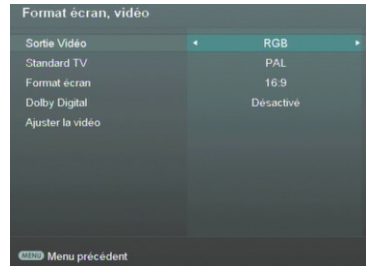 Format écran, vidéo
Sortie Vidéo RGB
Standard TV PAL
Format écran 16:9
Dolby Digital Désactivé
Ajuster la vidéo
MENU Menu précédent